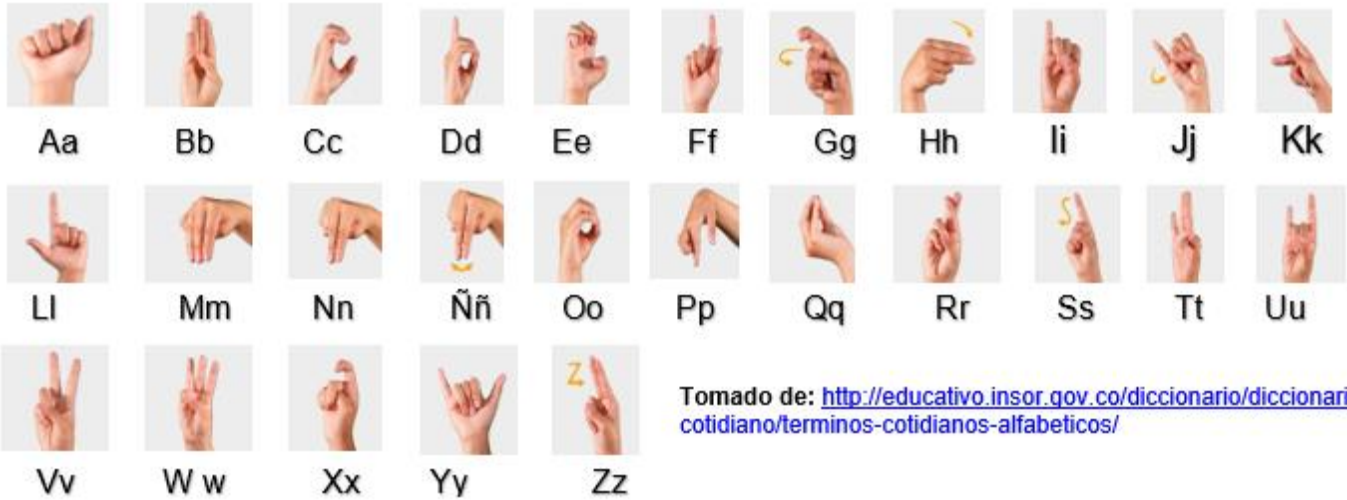 Aa Bb Cc Dd Ee Ff Gg Hh Ii Jj Kk
Ll Mm Nn Ññ Oo Pp Qq Rr Ss Tt Uu
Z
Vv W w Xx Yy Zz
Tomado de: http://educativo.insor.gov.co/diccionario/diccionari
cotidiano/terminos-cotidianos-alfabeticos/